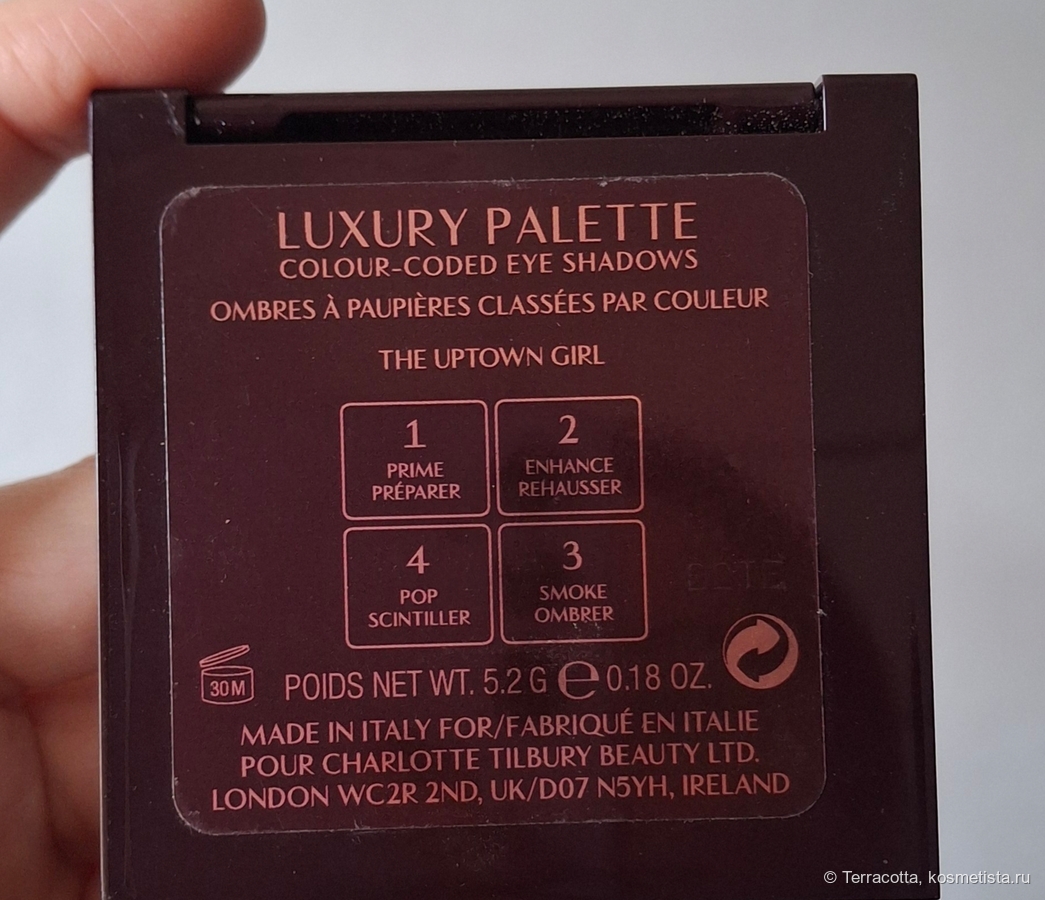 LUXURY PALETTE
COLOUR-CODED EYE SHADOWS
OMBRES À PAUPIÈRES CLASSÉES PAR COULEUR
THE UPTOWN GIRL
1
PRIME
PRÉPARER
2
ENHANCE
REHAUSSER
4
POP
SCINTILLER
3
SMOKE
OMBRER
30M
POIDS NET WT. 5.2 G ℮ 0.18 OZ.
MADE IN ITALY FOR/FABRIQUÉ EN ITALIE
POUR CHARLOTTE TILBURY BEAUTY LTD.
LONDON WC2R 2ND, UK/D07 N5YH, IRELAND
© Terracotta, kosmetista.ru